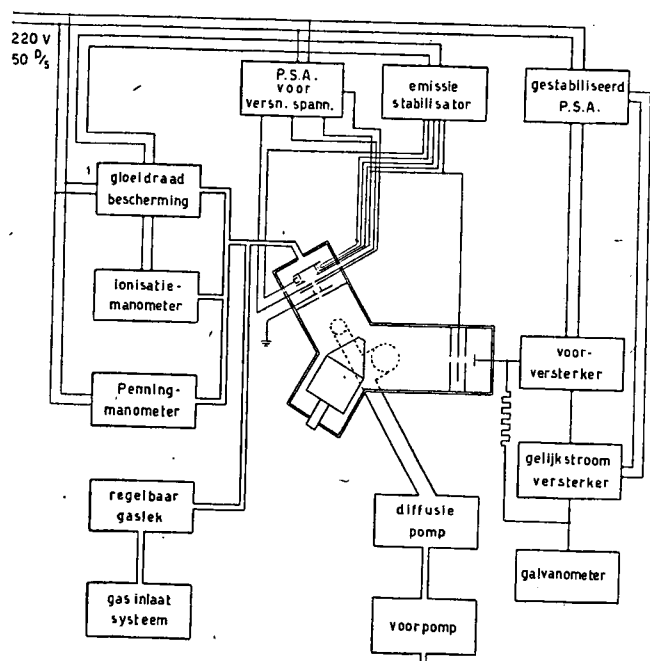 220 V
50 P/s
P.S.A.
voor
versn. spann.
emissie
stabilisator
gestabiliseerd
P.S.A.
1
gloeidraad
bescherming
ionisatie-
manometer
Penning-
manometer
voor-
versterker
regelbaar
gaslek
gelijkstroom
versterker
diffusie
pomp
gas inlaat
systeem
galvanometer
voorpomp